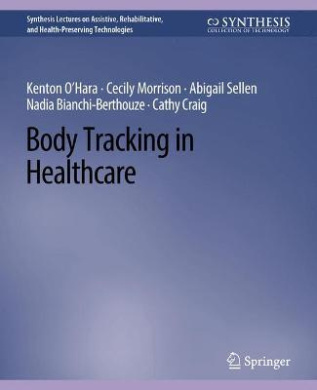 Synthesis Lectures on Assistive, Rehabilitative,
and Health-Preserving Technologies
SYNTHESIS
COLLECTION OF TECHNOLOGY
Kenton O'Hara · Cecily Morrison · Abigail Sellen
Nadia Bianchi-Berthouze · Cathy Craig
Body Tracking in
Healthcare
Springer